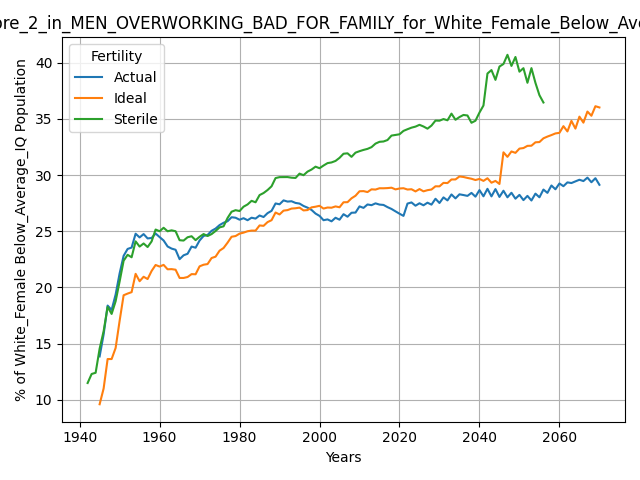 ore_2_in_MEN_OVERWORKING_BAD_FOR_FAMILY_for_White_Female_Below_Ave
Fertility
Actual
Ideal
Sterile
% of White_Female Below_Average_IQ Population
40
35
30
25
20
15
10
1940 1960 1980 2000 2020 2040 2060
Years